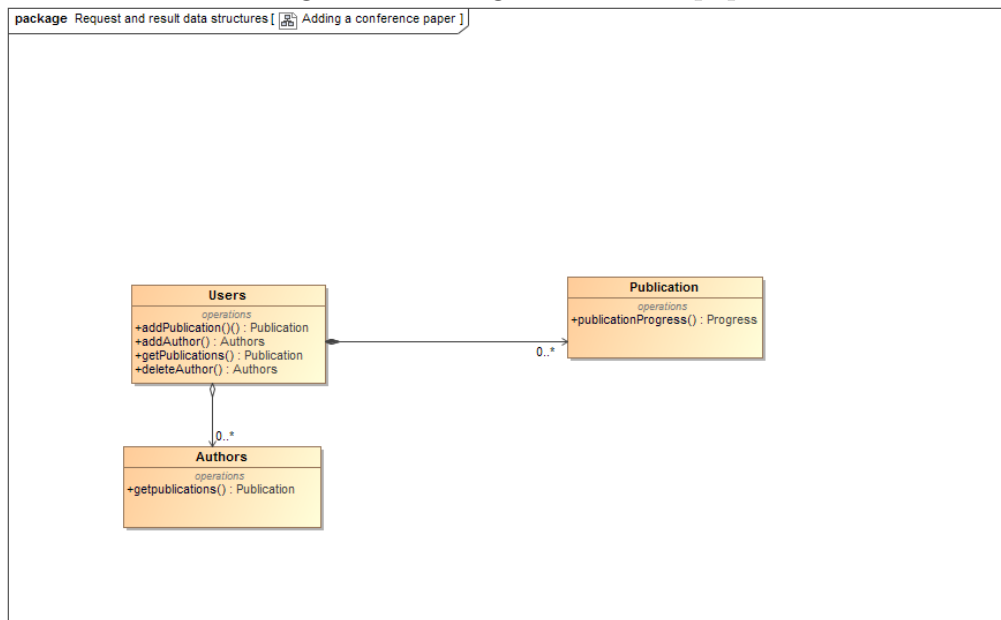 package Request and result data structures [ Adding a conference paper ]
Users
operations
+addPublication()() : Publication
+addAuthor() : Authors
+getPublications() : Publication
+deleteAuthor() : Authors
Publication
operations
+publicationProgress() : Progress
0..*
0..*
Authors
operations
+getpublications() : Publication